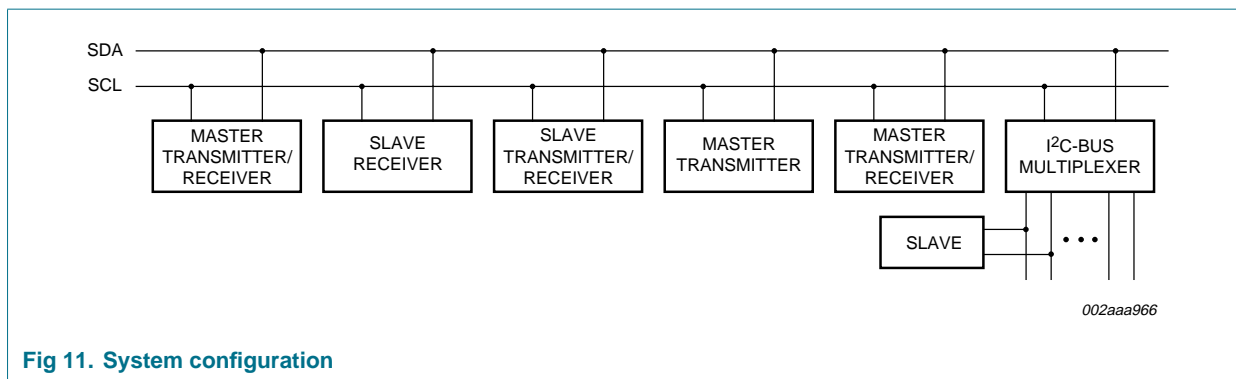 SDA
SCL
MASTER
TRANSMITTER/
RECEIVER
SLAVE
RECEIVER
SLAVE
TRANSMITTER/
RECEIVER
MASTER
TRANSMITTER
MASTER
TRANSMITTER/
RECEIVER
I²C-BUS
MULTIPLEXER
SLAVE
002aaa966
Fig 11. System configuration